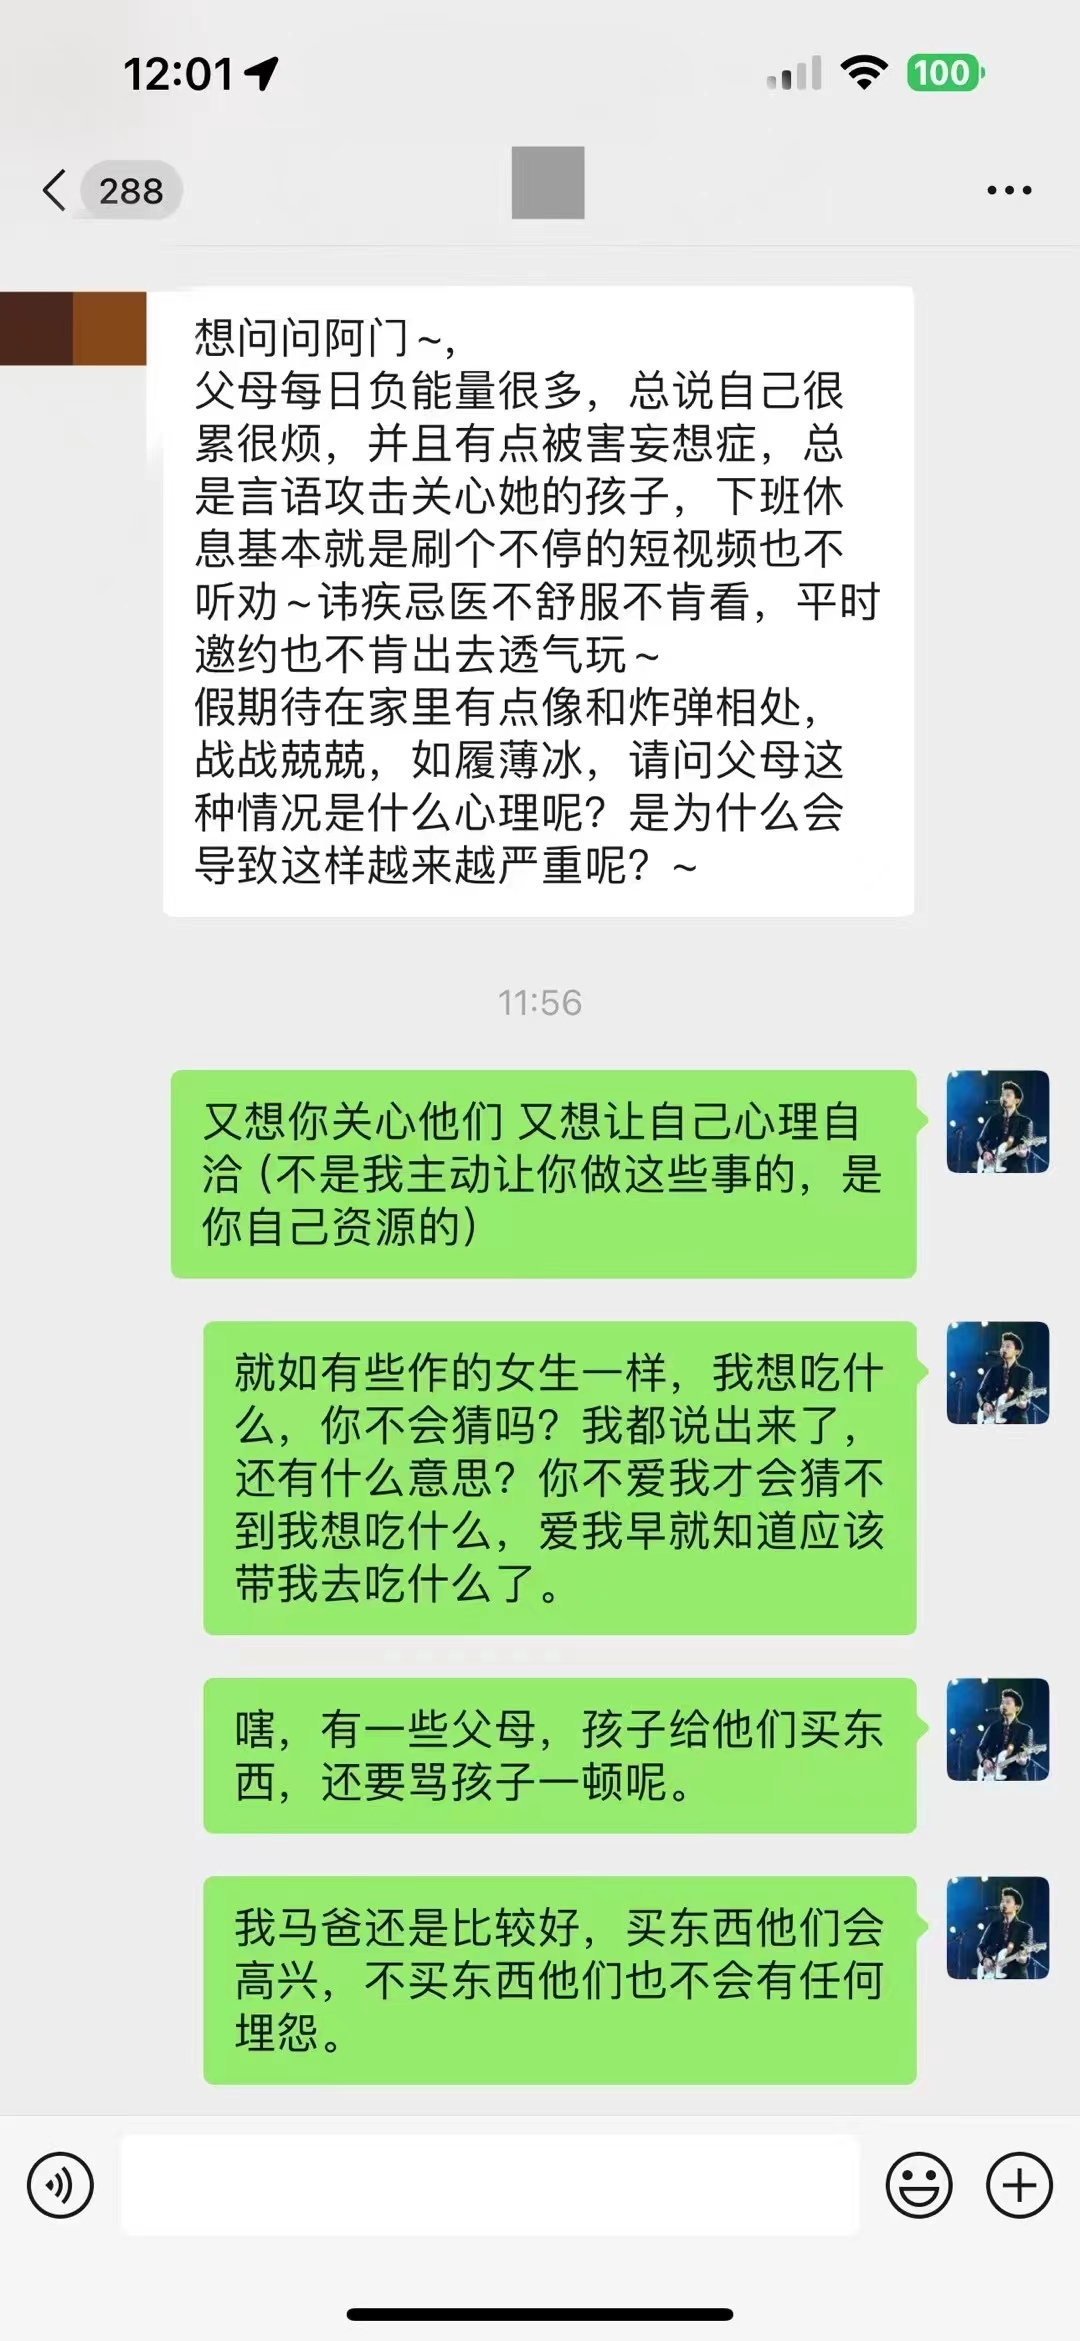 12:01
100
288
想问问阿门~,
父母每日负能量很多，总说自己很
累很烦，并且有点被害妄想症，总
是言语攻击关心她的孩子，下班休
息基本就是刷个不停的短视频也不
听劝~讳疾忌医不舒服不肯看，平时
邀约也不肯出去透气玩~
假期待在家里有点像和炸弹相处，
战战兢兢，如履薄冰，请问父母这
种情况是什么心理呢？是为什么会
导致这样越来越严重呢？~
11:56
又想你关心他们 又想让自己心理自
洽（不是我主动让你做这些事的，是
你自己资源的）
就如有些作的女生一样，我想吃什
么，你不会猜吗？我都说出来了，
还有什么意思？你不爱我才会猜不
到我想吃什么，爱我早就知道应该
带我去吃什么了。
嗐，有一些父母，孩子给他们买东
西，还要骂孩子一顿呢。
我马爸还是比较好，买东西他们会
高兴，不买东西他们也不会有任何
埋怨。